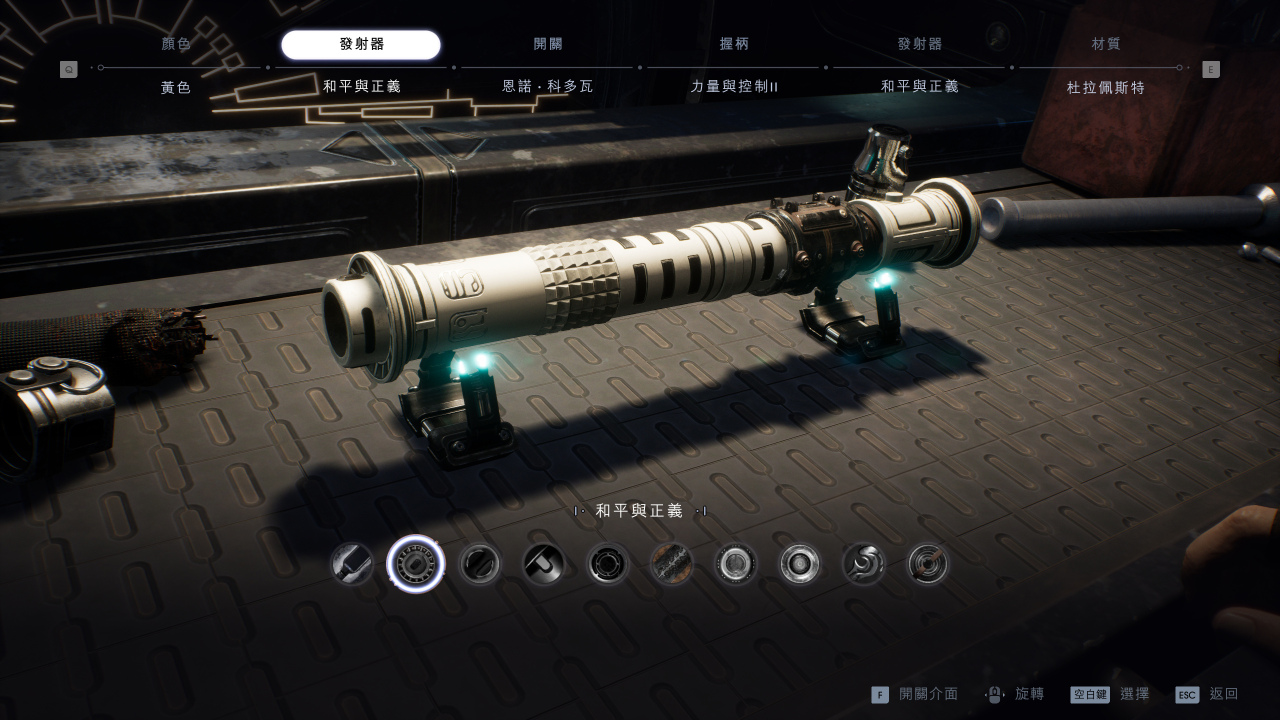 顏色 發射器 開關 握柄 發射器 材質
Q E
黃色 和平與正義 恩諾·科多瓦 力量與控制II 和平與正義 杜拉佩斯特
和平與正義
F 開關介面 旋轉 空白鍵 選擇 ESC 返回